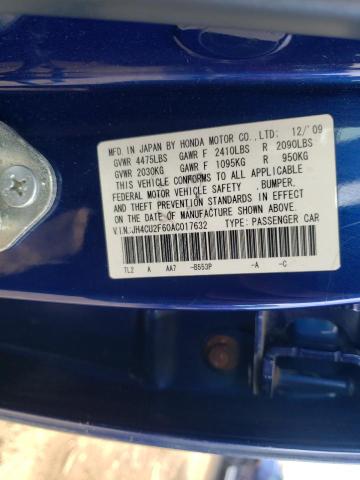 MFD. IN JAPAN BY HONDA MOTOR CO., LTD: 12/'09
GVWR 4475LBS GAWR F 2410LBS R 2090LBS
GVWR 2030KG GAWR F 1095KG R 950KG
THIS VEHICLE CONFORMS TO ALL APPLICABLE
FEDERAL MOTOR VEHICLE SAFETY ,BUMPER,
AND THEFT PREVENTION STANDARDS IN EFFECT
ON THE DATE OF MANUFACTURE SHOWN ABOVE.
V.I.N:JH4CU2F60AC017632 TYPE:PASSENGER CAR
TL2 A AA7 -B553P -A -C